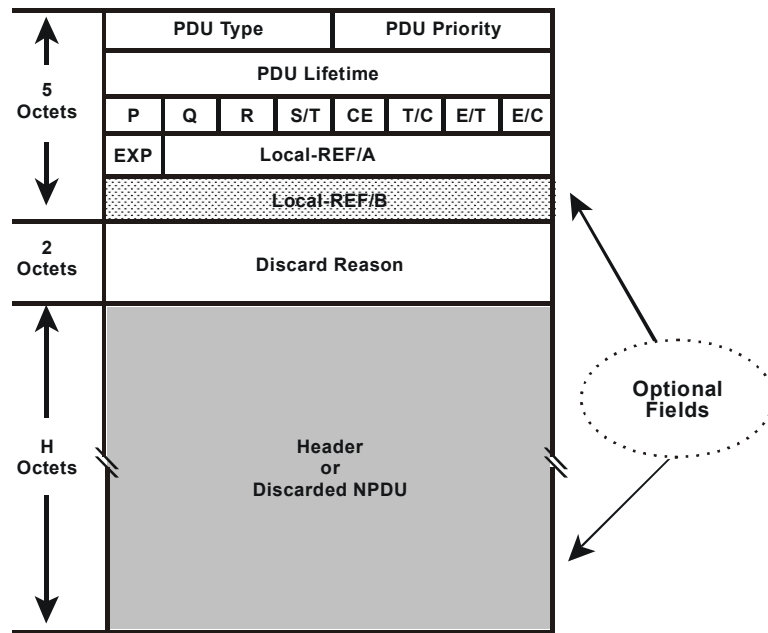 PDU Type PDU Priority
PDU Lifetime
5
Octets
P Q R S/T CE T/C E/T E/C
EXP Local-REF/A
Local-REF/B
2
Octets
Discard Reason
Optional
Fields
H
Octets
Header
or
Discarded NPDU